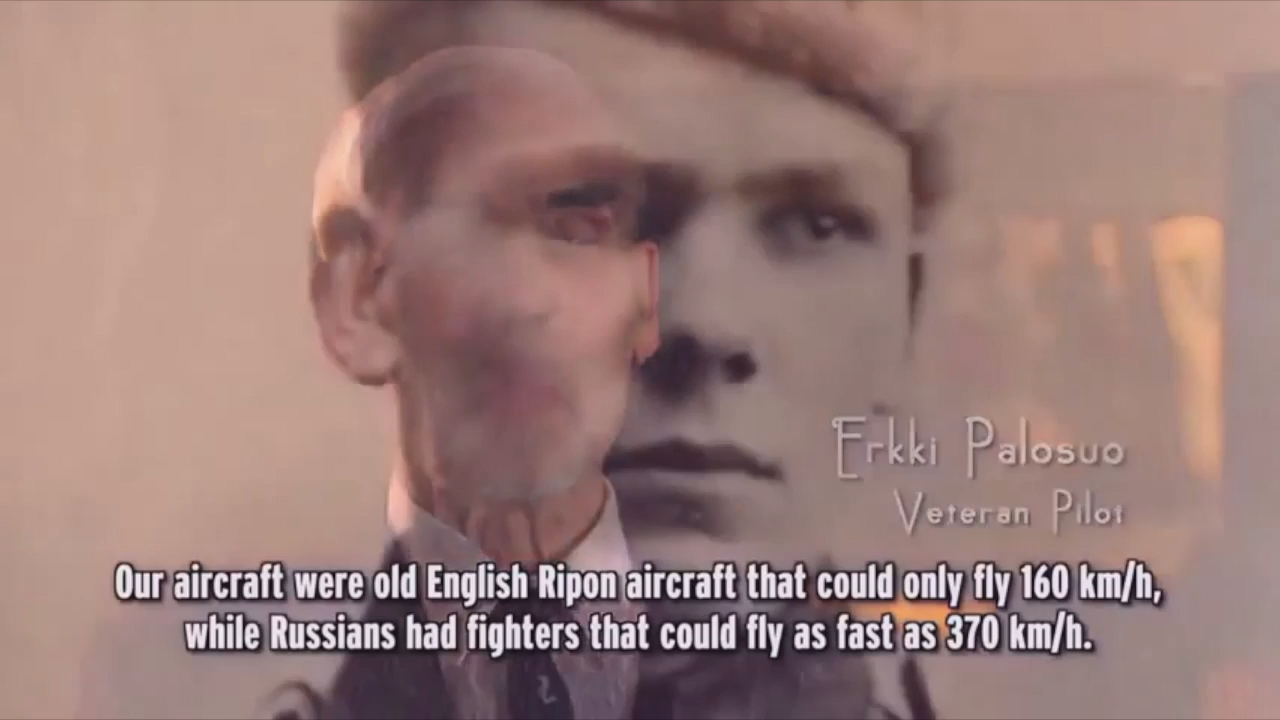 Erkki Palosuo
Veteran Pilot
Our aircraft were old English Ripon aircraft that could only fly 160 km/h,
while Russians had fighters that could fly as fast as 370 km/h.